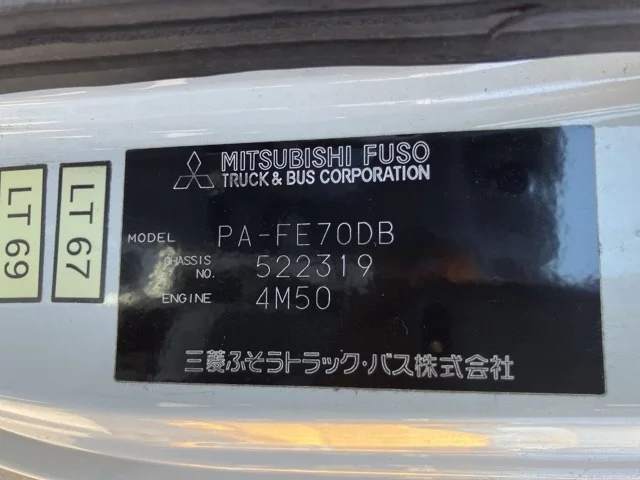 MITSUBISHI FUSO
TRUCK & BUS CORPORATION
MODEL PA-FE70DB
CHASSIS NO. 522319
ENGINE 4M50
三菱ふそうトラック・バス株式会社
LT 69
LT 67